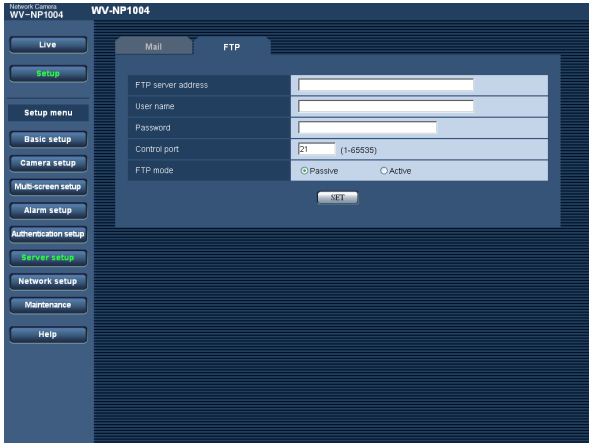 Network Camera
WV-NP1004
WV-NP1004
Live
Setup
Setup menu
Basic setup
Camera setup
Multi-screen setup
Alarm setup
Authentication setup
Server setup
Network setup
Maintenance
Help
Mail FTP
FTP server address
User name
Password
Control port 21 (1-65535)
FTP mode Passive Active
SET